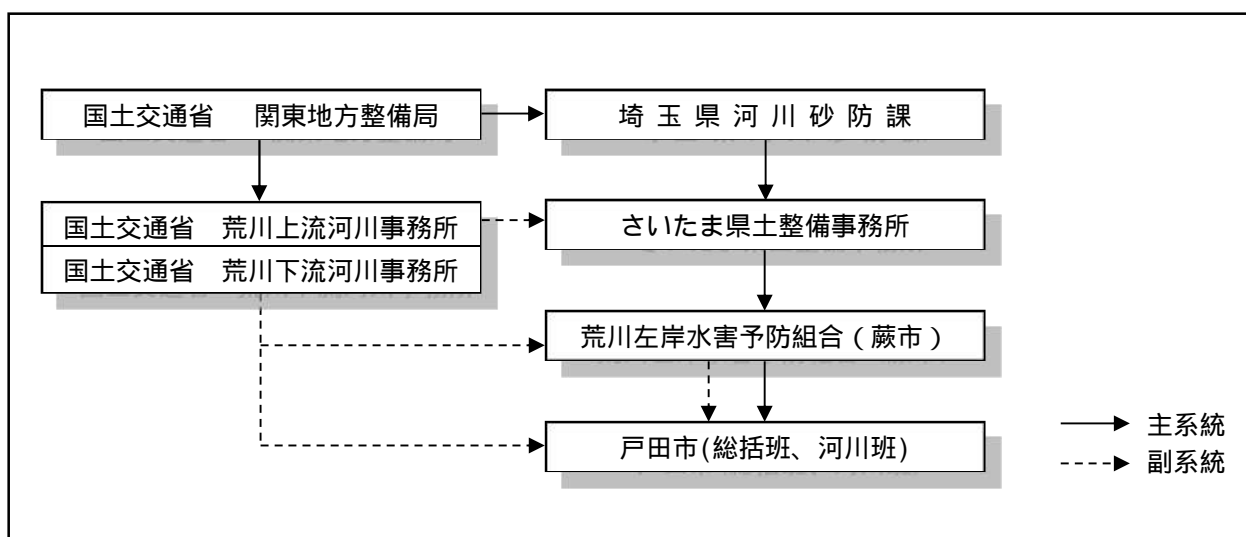 国土交通省　関東地方整備局
埼玉県河川砂防課
国土交通省　荒川上流河川事務所
国土交通省　荒川下流河川事務所
さいたま県土整備事務所
荒川左岸水害予防組合(蕨市)
戸田市(総括班、河川班)
主系統
副系統